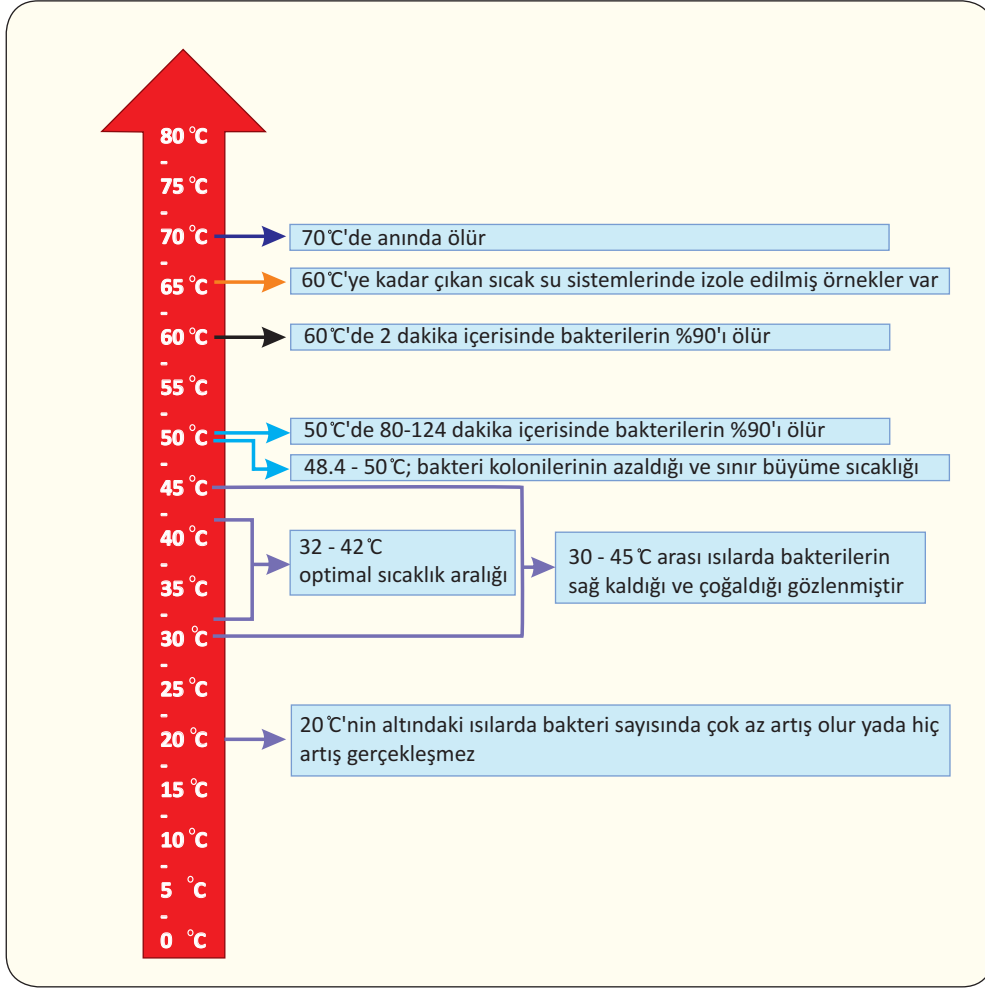 80 °C
-
75 °C
-
70 °C
70 °C'de anında ölür
-
65 °C
60 °C'ye kadar çıkan sıcak su sistemlerinde izole edilmiş örnekler var
-
60 °C
60 °C'de 2 dakika içerisinde bakterilerin %90'ı ölür
-
55 °C
-
50 °C
50 °C'de 80-124 dakika içerisinde bakterilerin %90'ı ölür
-
48.4 - 50 °C; bakteri kolonilerinin azaldığı ve sınır büyüme sıcaklığı
45 °C
-
40 °C
-
35 °C
-
30 °C
32 - 42 °C
optimal sıcaklık aralığı
30 - 45 °C arası ısılarda bakterilerin
sağ kaldığı ve çoğaldığı gözlenmiştir
-
25 °C
-
20 °C
20 °C'nin altındaki ısılarda bakteri sayısında çok az artış olur yada hiç
artış gerçekleşmez
-
15 °C
-
10 °C
-
5 °C
-
0 °C